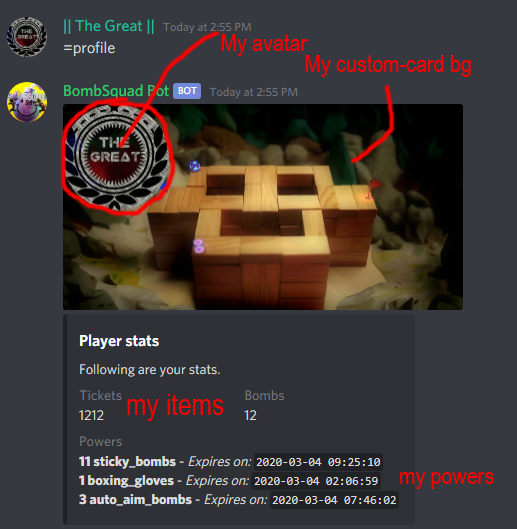 || The Great || Today at 2:55 PM
=profile
My avatar
My custom-card bg
BombSquad Bot BOT Today at 2:55 PM
THE
GREAT
Player stats
Following are your stats.
Tickets Bombs
1212 12
my items
Powers
11 sticky_bombs - Expires on: 2020-03-04 09:25:10
1 boxing_gloves - Expires on: 2020-03-04 02:06:59
3 auto_aim_bombs - Expires on: 2020-03-04 07:46:02
my powers